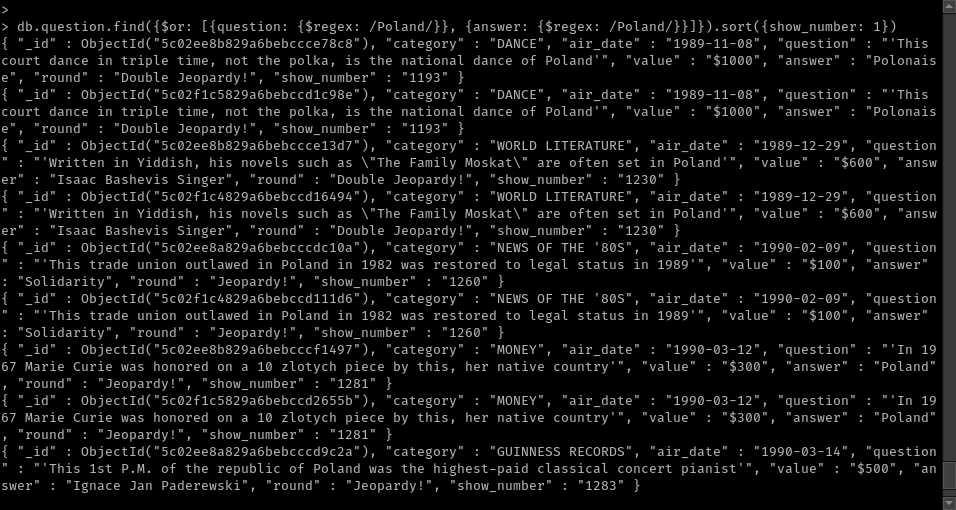 >
> db.question.find({$or: [{question: {$regex: /Poland/}}, {answer: {$regex: /Poland/}}]}).sort({show_number: 1})
{ "_id" : ObjectId("5c02ee8b829a6bebccce78c8"), "category" : "DANCE", "air_date" : "1989-11-08", "question" : "'This
court dance in triple time, not the polka, is the national dance of Poland'", "value" : "$1000", "answer" : "Polonais
e", "round" : "Double Jeopardy!", "show_number" : "1193" }
{ "_id" : ObjectId("5c02f1c5829a6bebccd1c98e"), "category" : "DANCE", "air_date" : "1989-11-08", "question" : "'This
court dance in triple time, not the polka, is the national dance of Poland'", "value" : "$1000", "answer" : "Polonais
e", "round" : "Double Jeopardy!", "show_number" : "1193" }
{ "_id" : ObjectId("5c02ee8b829a6bebccce13d7"), "category" : "WORLD LITERATURE", "air_date" : "1989-12-29", "question
" : "'Written in Yiddish, his novels such as \"The Family Moskat\" are often set in Poland'", "value" : "$600", "answ
er" : "Isaac Bashevis Singer", "round" : "Double Jeopardy!", "show_number" : "1230" }
{ "_id" : ObjectId("5c02f1c4829a6bebccd16494"), "category" : "WORLD LITERATURE", "air_date" : "1989-12-29", "question
" : "'Written in Yiddish, his novels such as \"The Family Moskat\" are often set in Poland'", "value" : "$600", "answ
er" : "Isaac Bashevis Singer", "round" : "Double Jeopardy!", "show_number" : "1230" }
{ "_id" : ObjectId("5c02ee8a829a6bebcccdc10a"), "category" : "NEWS OF THE '80S", "air_date" : "1990-02-09", "question
" : "'This trade union outlawed in Poland in 1982 was restored to legal status in 1989'", "value" : "$100", "answer"
: "Solidarity", "round" : "Jeopardy!", "show_number" : "1260" }
{ "_id" : ObjectId("5c02f1c4829a6bebccd111d6"), "category" : "NEWS OF THE '80S", "air_date" : "1990-02-09", "question
" : "'This trade union outlawed in Poland in 1982 was restored to legal status in 1989'", "value" : "$100", "answer"
: "Solidarity", "round" : "Jeopardy!", "show_number" : "1260" }
{ "_id" : ObjectId("5c02ee8b829a6bebcccf1497"), "category" : "MONEY", "air_date" : "1990-03-12", "question" : "'In 19
67 Marie Curie was honored on a 10 zlotych piece by this, her native country'", "value" : "$300", "answer" : "Poland"
, "round" : "Jeopardy!", "show_number" : "1281" }
{ "_id" : ObjectId("5c02f1c5829a6bebccd2655b"), "category" : "MONEY", "air_date" : "1990-03-12", "question" : "'In 19
67 Marie Curie was honored on a 10 zlotych piece by this, her native country'", "value" : "$300", "answer" : "Poland"
, "round" : "Jeopardy!", "show_number" : "1281" }
{ "_id" : ObjectId("5c02ee8a829a6bebcccd9c2a"), "category" : "GUINNESS RECORDS", "air_date" : "1990-03-14", "question
" : "'This 1st P.M. of the republic of Poland was the highest-paid classical concert pianist'", "value" : "$500", "an
swer" : "Ignace Jan Paderewski", "round" : "Jeopardy!", "show_number" : "1283" }